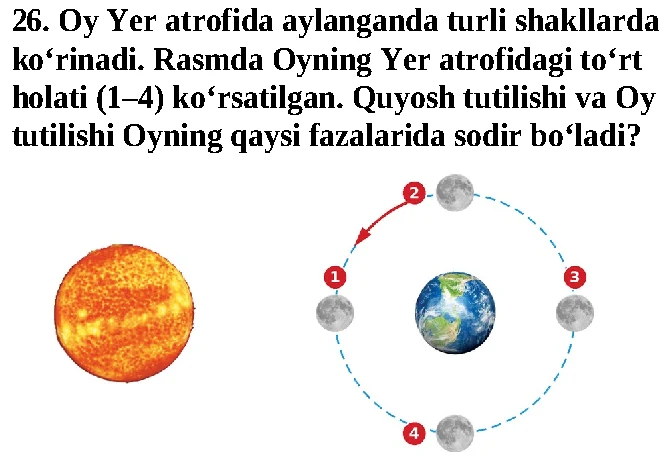 26. Oy Yer atrofida aylanganda turli shakllarda
ko‘rinadi. Rasmda Oyning Yer atrofidagi to‘rt
holati (1–4) ko‘rsatilgan. Quyosh tutilishi va Oy
tutilishi Oyning qaysi fazalarida sodir bo‘ladi?
2
1
3
4